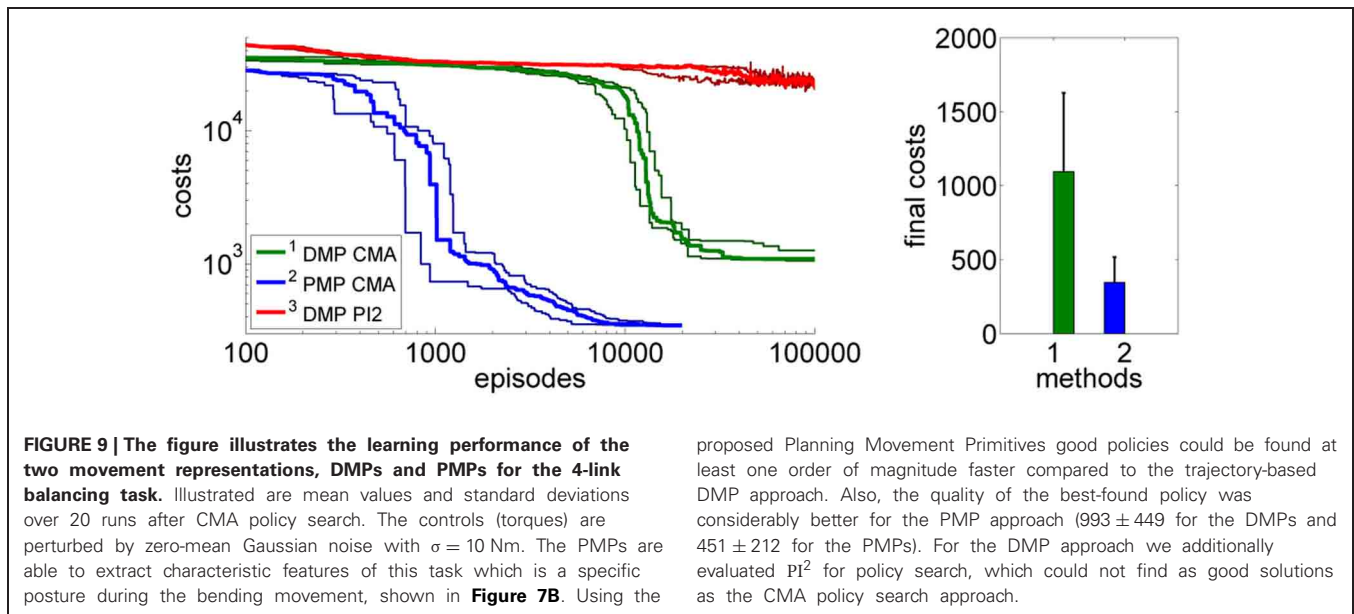 costs
10^4
10^3
1 DMP CMA
2 PMP CMA
3 DMP PI2
100 1000 10000 100000
episodes
final costs
2000
1500
1000
500
0
1 2
methods
FIGURE 9 | The figure illustrates the learning performance of the
two movement representations, DMPs and PMPs for the 4-link
balancing task. Illustrated are mean values and standard deviations
over 20 runs after CMA policy search. The controls (torques) are
perturbed by zero-mean Gaussian noise with σ = 10 Nm. The PMPs are
able to extract characteristic features of this task which is a specific
posture during the bending movement, shown in Figure 7B. Using the
proposed Planning Movement Primitives good policies could be found at
least one order of magnitude faster compared to the trajectory-based
DMP approach. Also, the quality of the best-found policy was
considerably better for the PMP approach (993 ± 449 for the DMPs and
451 ± 212 for the PMPs). For the DMP approach we additionally
evaluated PI² for policy search, which could not find as good solutions
as the CMA policy search approach.